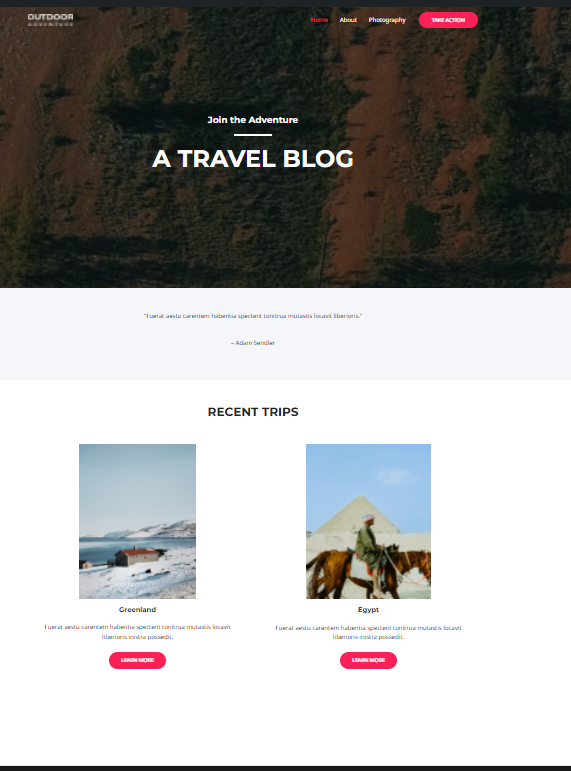 OUTDOOR
ADVENTURE
Home About Photography TAKE ACTION
Join the Adventure
A TRAVEL BLOG
"Fuerat aestu carentem habentia spectent tonitrua mutastis locavit liberioris."
– Adam Sendler
RECENT TRIPS
Greenland
Fuerat aestu carentem habentia spectent tonitrua mutastis locavit
liberioris inistra possedit.
LEARN MORE
Egypt
Fuerat aestu carentem habentia spectent tonitrua mutastis locavit
liberioris inistra possedit.
LEARN MORE